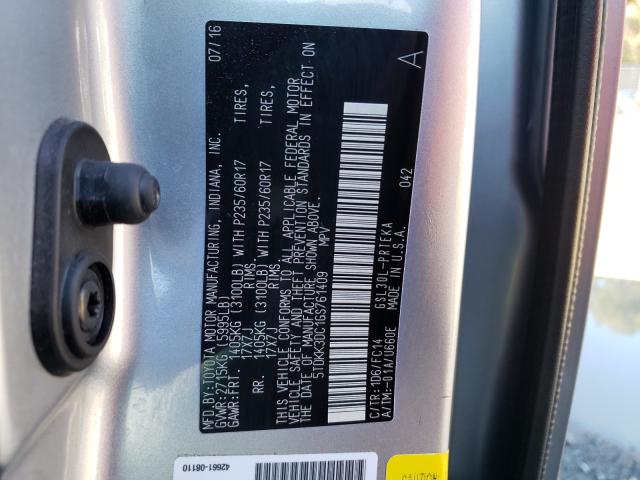 MFD.BY:TOYOTA MOTOR MANUFACTURING, INDIANA, INC. 07/16
GVWR:2715KG (5995LB)
GAWR:FRT. 1405KG (3100LB) WITH P235/60R17 TIRES,
17X7J RIMS,
RR. 1405KG (3100LB) WITH P235/60R17 TIRES,
17X7J RIMS,
THIS VEHICLE CONFORMS TO ALL APPLICABLE FEDERAL MOTOR
VEHICLE SAFETY AND THEFT PREVENTION STANDARDS IN EFFECT ON
THE DATE OF MANUFACTURE SHOWN ABOVE.
5TDKK3DC1GS761409 MPV
A
042
C/TR:1D6/FC14 GSL30L-PRTEKA
A/TM:-01A/U660E MADE IN U.S.A.
42661-08110
CAUTION